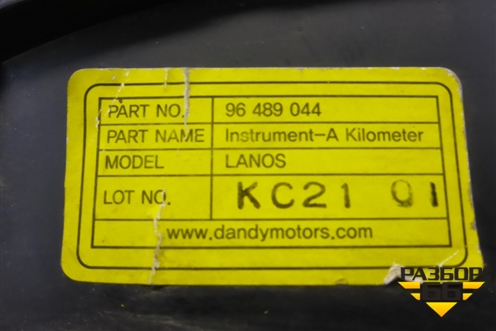 PART NO. 96 489 044
PART NAME Instrument-A Kilometer
MODEL LANOS
LOT NO. KC21 01
www.dandymotors.com
РАЗБОР
66